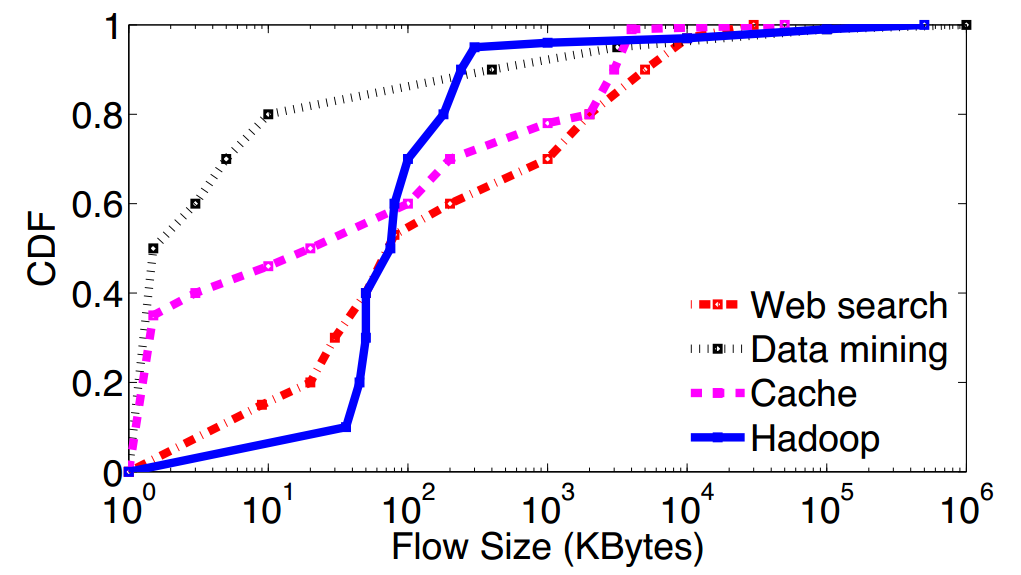 1
0.8
0.6
0.4
0.2
0
CDF
Web search
Data mining
Cache
Hadoop
10^0 10^1 10^2 10^3 10^4 10^5 10^6
Flow Size (KBytes)